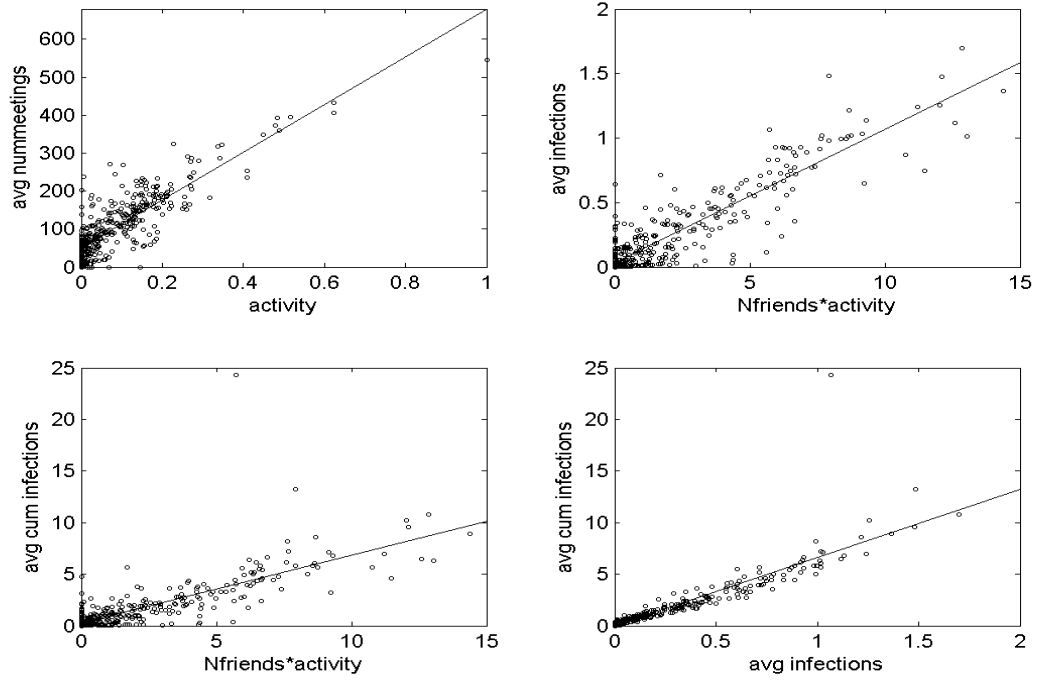 600
500
400
300
200
100
0
avg nummeetings
0 0.2 0.4 0.6 0.8 1
activity
2
1.5
1
0.5
0
avg infections
0 5 10 15
Nfriends*activity
25
20
15
10
5
0
avg cum infections
0 5 10 15
Nfriends*activity
25
20
15
10
5
0
avg cum infections
0 0.5 1 1.5 2
avg infections